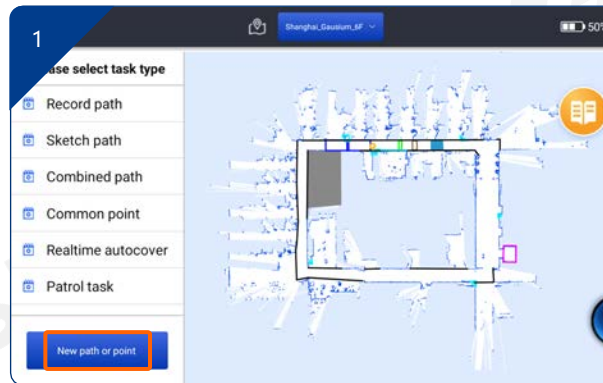 1
Shanghai_Gausium_6F
50%
ase select task type
Record path
Sketch path
Combined path
Common point
Realtime autocover
Patrol task
New path or point